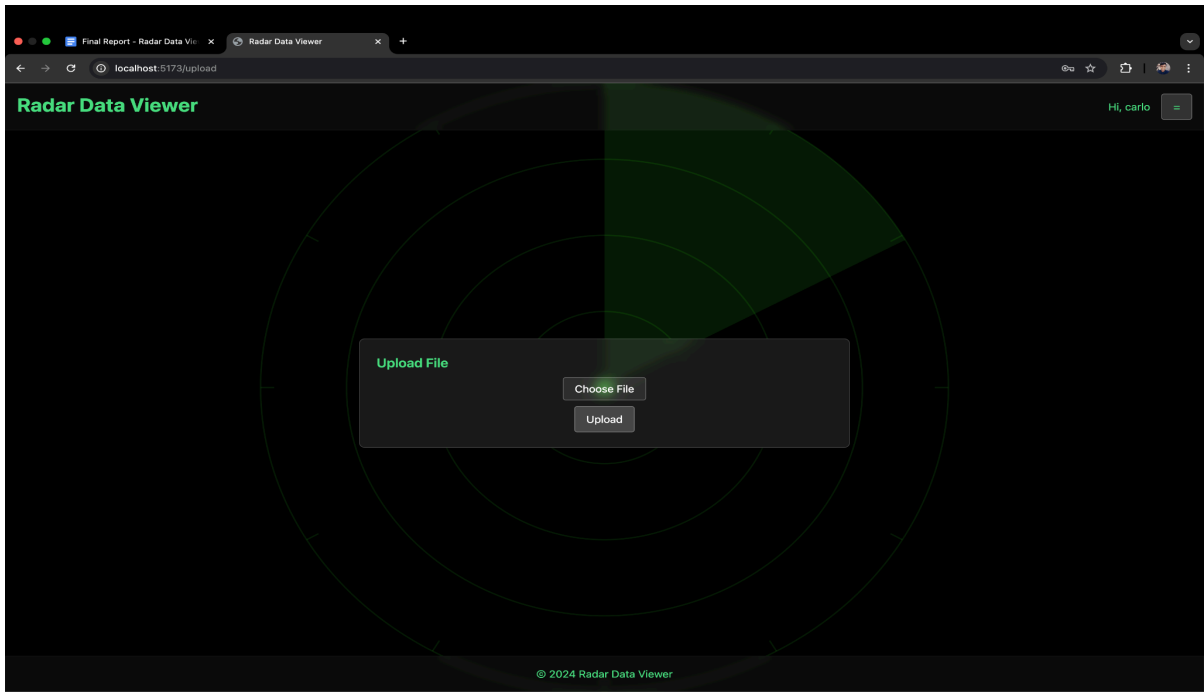 Final Report - Radar Data Vie
Radar Data Viewer
localhost:5173/upload
Radar Data Viewer
Hi, carlo
=
Upload File
Choose File
Upload
© 2024 Radar Data Viewer